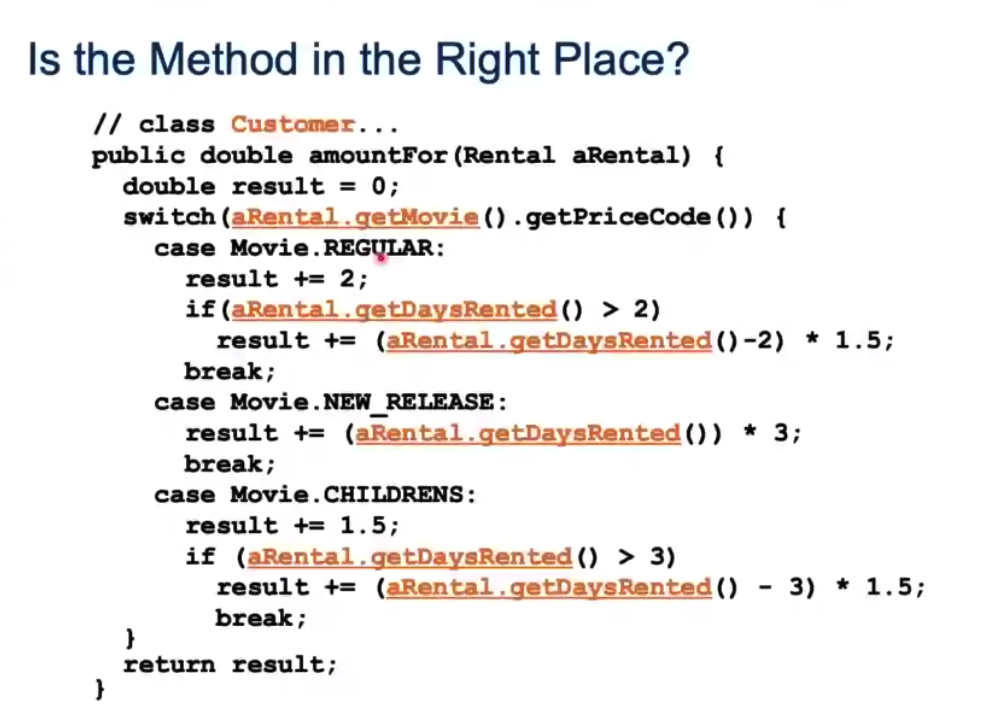 Is the Method in the Right Place?
// class Customer...
public double amountFor(Rental aRental) {
  double result = 0;
  switch(aRental.getMovie().getPriceCode()) {
    case Movie.REGULAR:
      result += 2;
      if(aRental.getDaysRented() > 2)
        result += (aRental.getDaysRented()-2) * 1.5;
      break;
    case Movie.NEW_RELEASE:
      result += (aRental.getDaysRented()) * 3;
      break;
    case Movie.CHILDRENS:
      result += 1.5;
      if (aRental.getDaysRented() > 3)
        result += (aRental.getDaysRented() - 3) * 1.5;
        break;
  }
  return result;
}